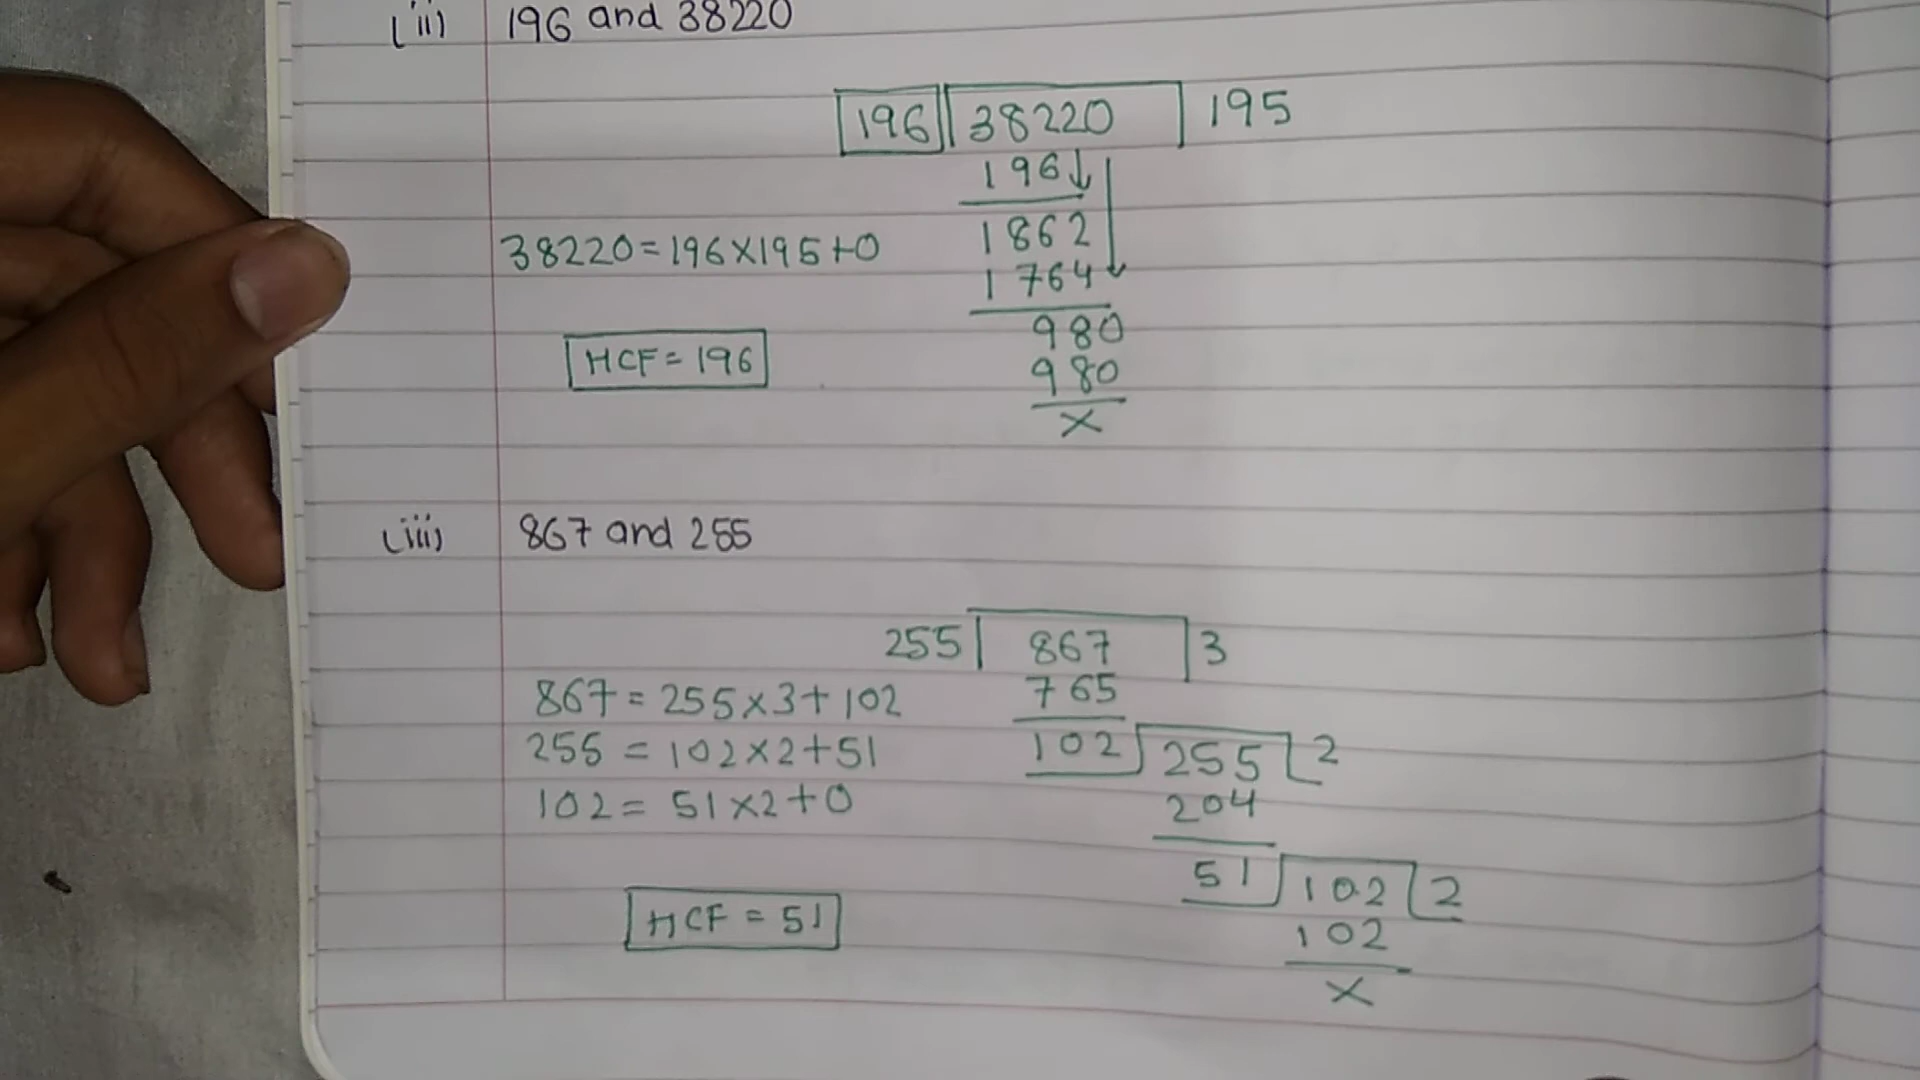 (ii) 196 and 38220
196 38220 195
196
1862
38220=196×195+0
1764
980
HCF=196
980
×
(iii) 867 and 255
255 867 3
765
867=255×3+102
102 255 2
255=102×2+51
204
102=51×2+0
51 102 2
HCF=51
102
×